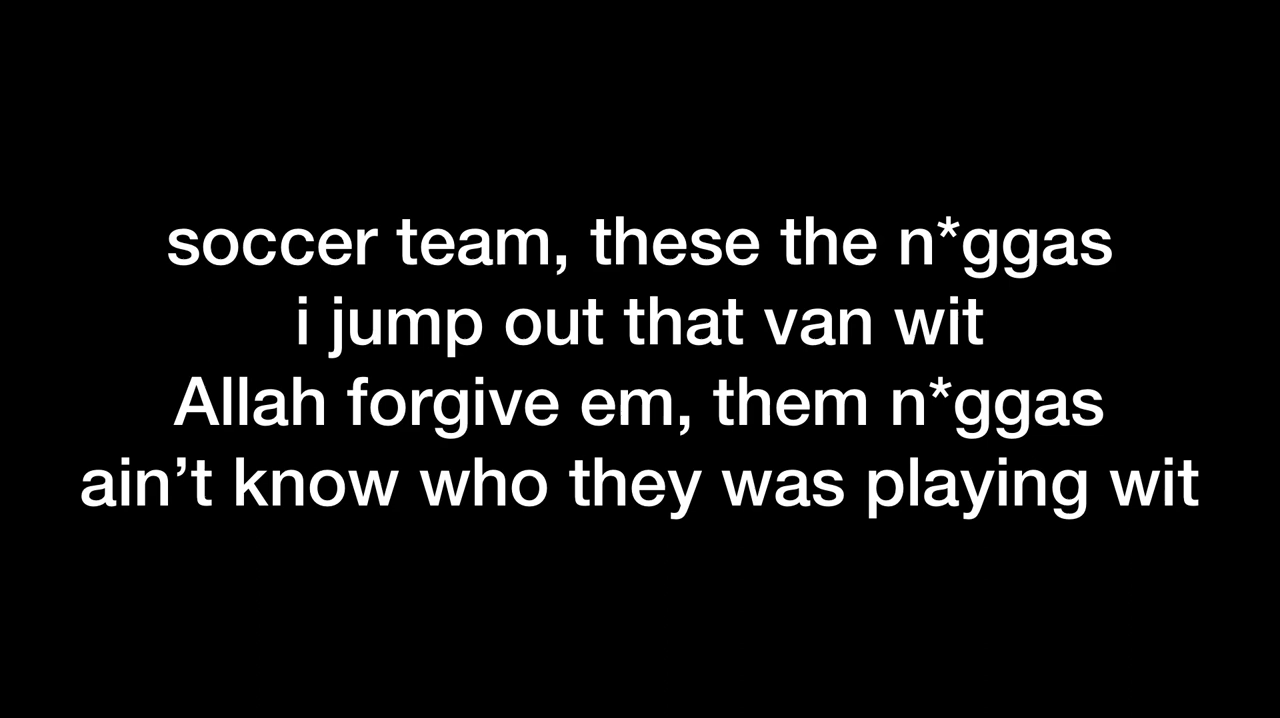 soccer team, these the n*ggas
i jump out that van wit
Allah forgive em, them n*ggas
ain’t know who they was playing wit